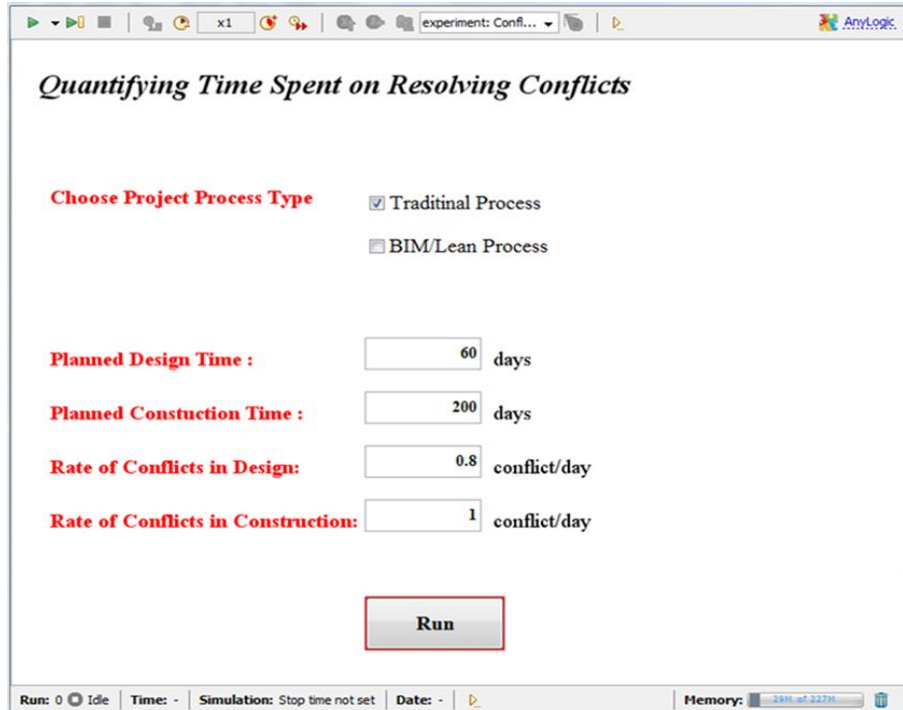 x1 experiment: Confl... AnyLogic
Quantifying Time Spent on Resolving Conflicts
Choose Project Process Type
Traditinal Process
BIM/Lean Process
Planned Design Time : 60 days
Planned Constuction Time : 200 days
Rate of Conflicts in Design: 0.8 conflict/day
Rate of Conflicts in Construction: 1 conflict/day
Run
Run: 0 Idle Time: - Simulation: Stop time not set Date: - Memory: 29M of 227M